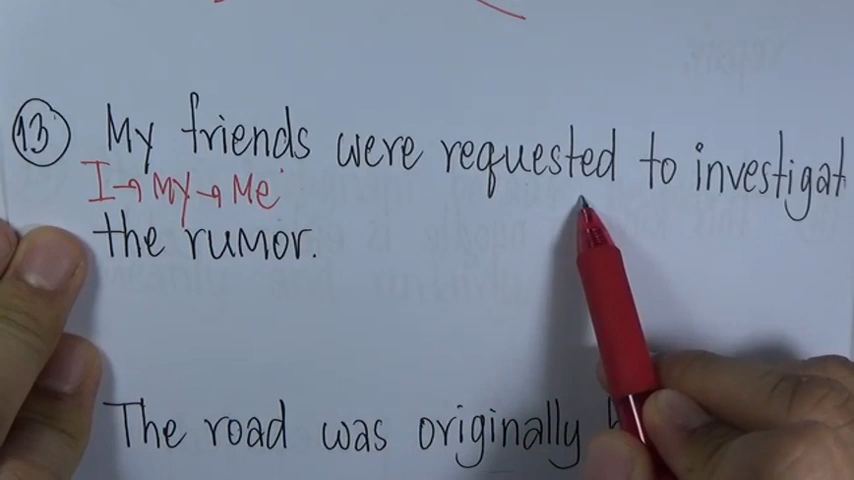 13 My friends were requested to investigat
I → My → Me
the rumor.
The road was originally